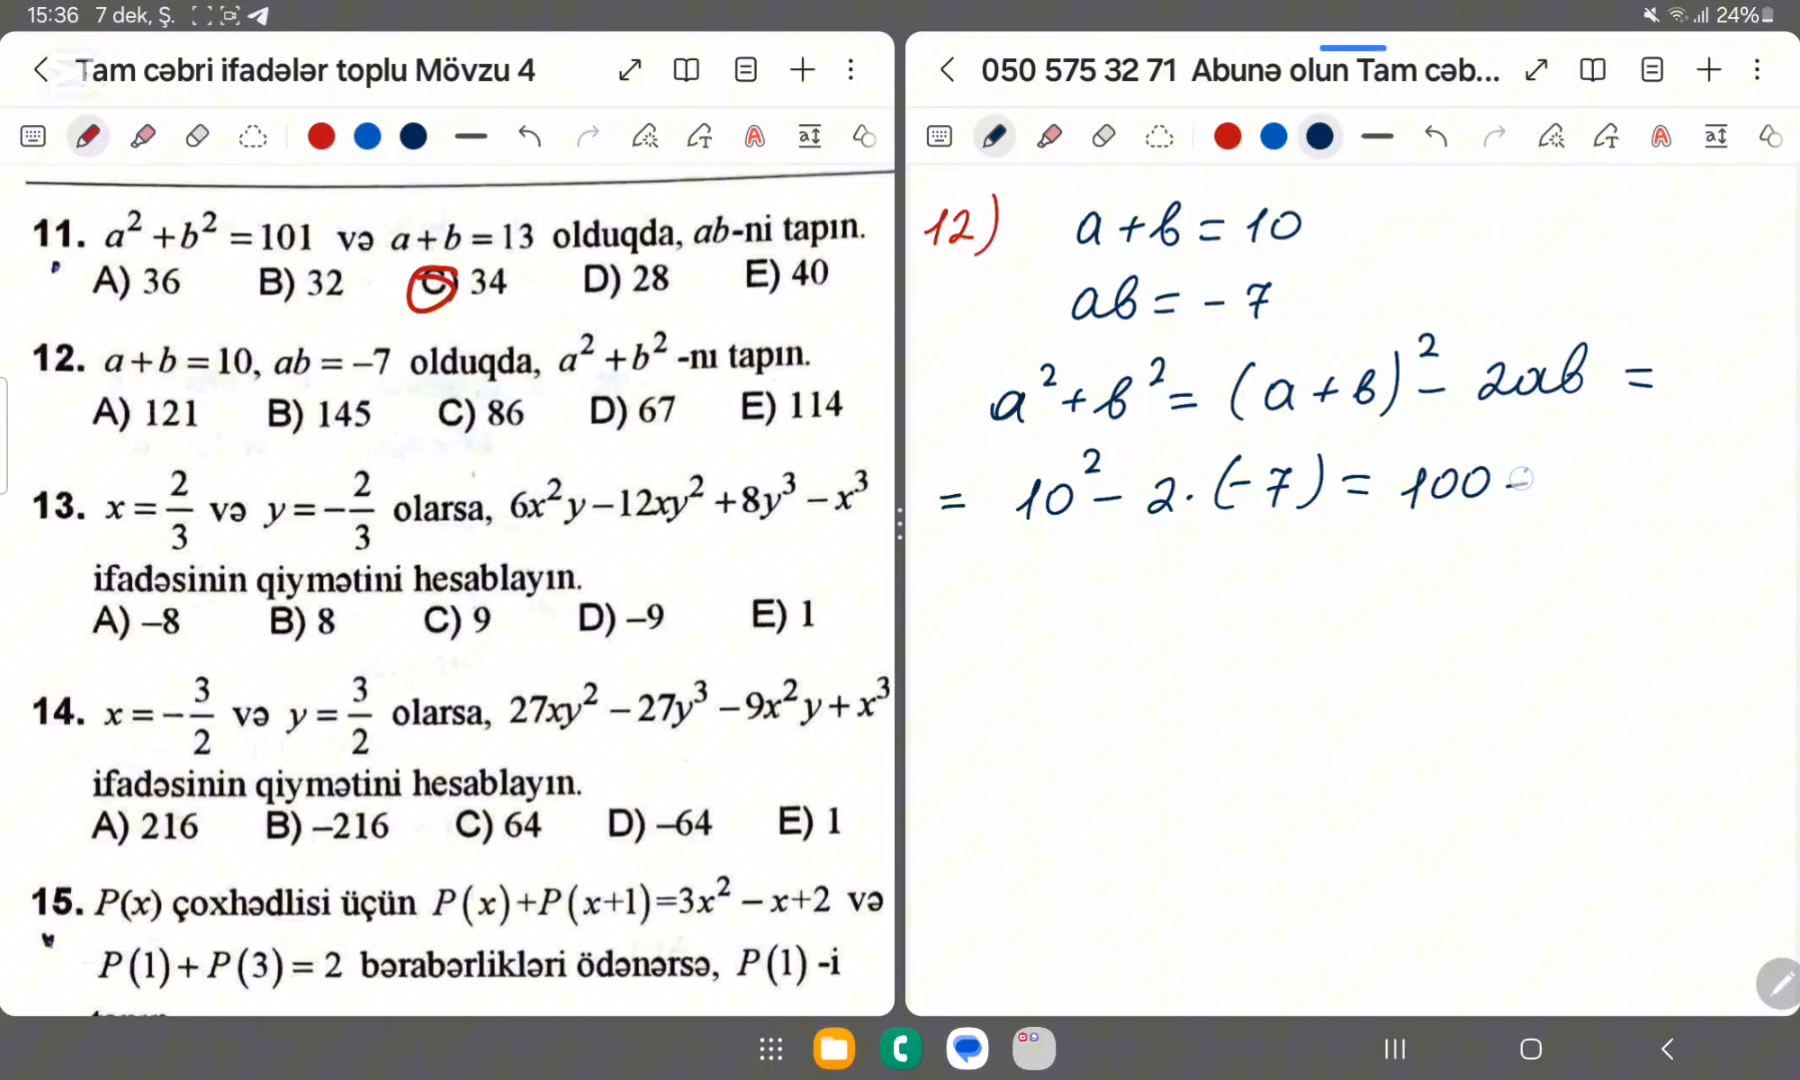 15:36 7 dek, Ş. 24%
Tam cəbri ifadələr toplu Mövzu 4
11. a² + b² = 101 və a + b = 13 olduqda, ab-ni tapın.
A) 36 B) 32 C) 34 D) 28 E) 40
12. a + b = 10, ab = –7 olduqda, a² + b² -nı tapın.
A) 121 B) 145 C) 86 D) 67 E) 114
13. x = 2/3 və y = –2/3 olarsa, 6x²y – 12xy² + 8y³ – x³
ifadəsinin qiymətini hesablayın.
A) –8 B) 8 C) 9 D) –9 E) 1
14. x = –3/2 və y = 3/2 olarsa, 27xy² – 27y³ – 9x²y + x³
ifadəsinin qiymətini hesablayın.
A) 216 B) –216 C) 64 D) –64 E) 1
15. P(x) çoxhədlisi üçün P(x)+P(x+1)=3x² – x+2 və
P(1)+P(3)= 2 bərabərlikləri ödənərsə, P(1) -i
050 575 32 71 Abunə olun Tam cəb...
12) a + b = 10
ab = - 7
a² + b² = (a + b)² - 2ab =
= 10² - 2 · (-7) = 100 -